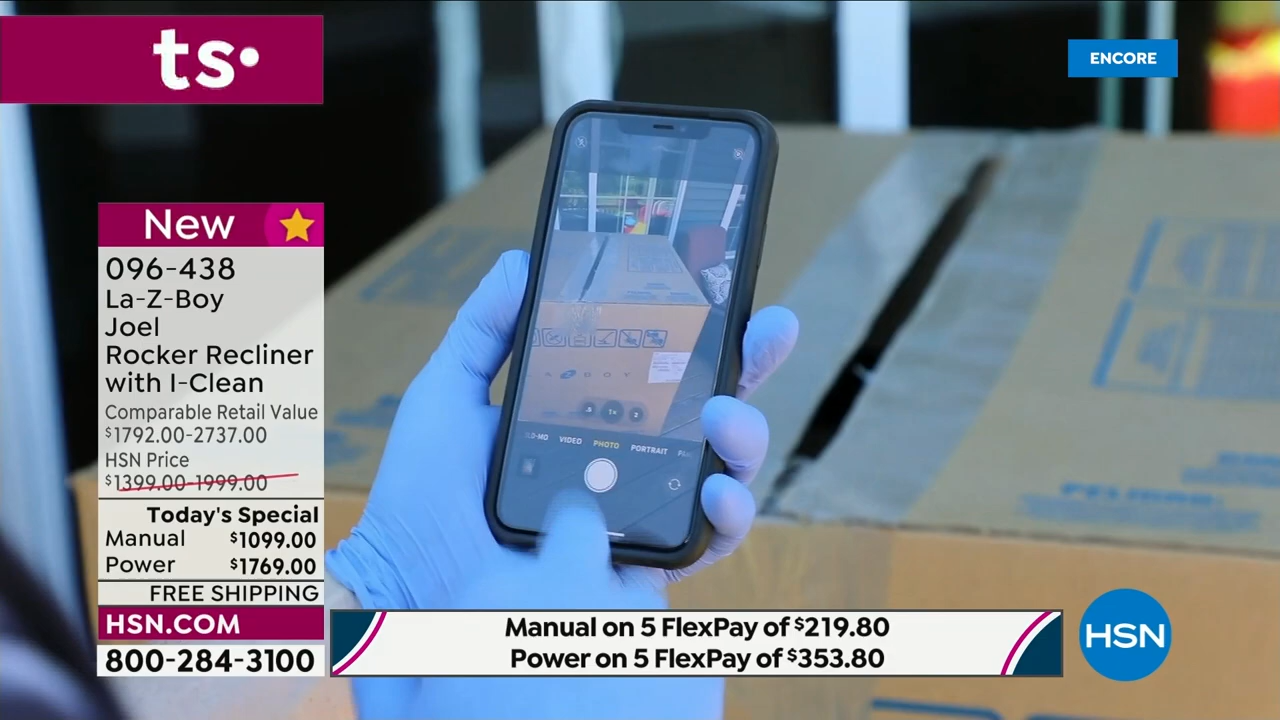 ts.
ENCORE
New
096-438
La-Z-Boy
Joel
Rocker Recliner
with I-Clean
Comparable Retail Value
$1792.00-2737.00
HSN Price
$1399.00-1999.00
Today's Special
Manual $1099.00
Power $1769.00
FREE SHIPPING
HSN.COM
800-284-3100
VIDEO PHOTO PORTRAIT
PELIGRO
Manual on 5 FlexPay of $219.80
Power on 5 FlexPay of $353.80
HSN